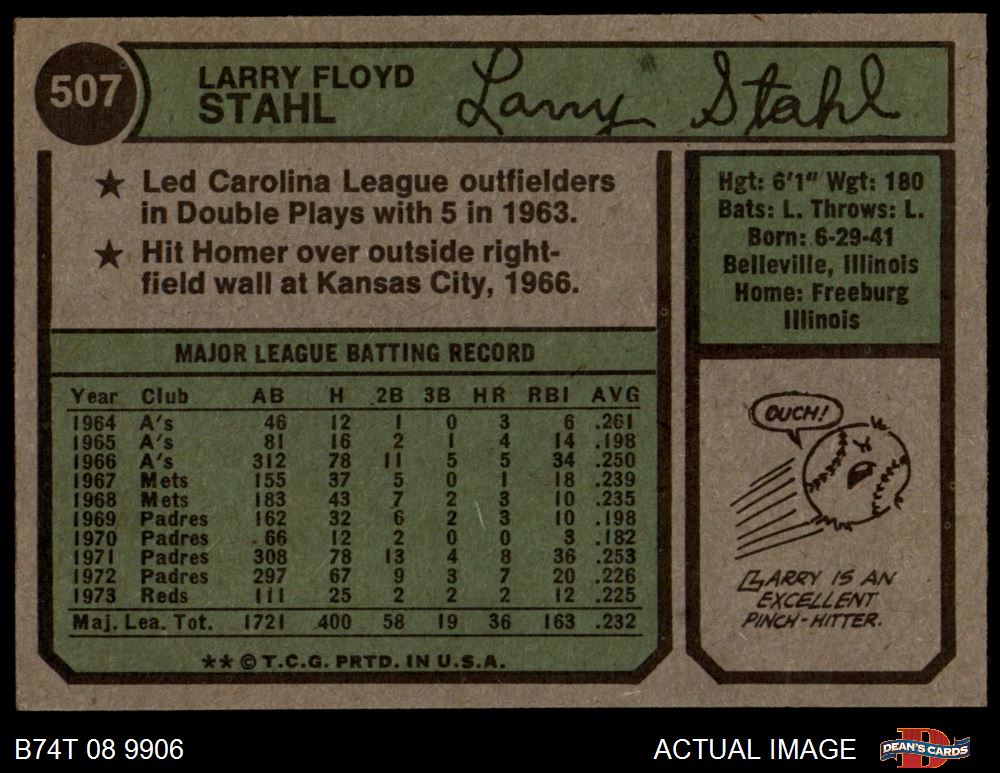 507
LARRY FLOYD
STAHL
Larry Stahl
★ Led Carolina League outfielders
in Double Plays with 5 in 1963.
★ Hit Homer over outside right-
field wall at Kansas City, 1966.
Hgt: 6'1" Wgt: 180
Bats: L. Throws: L.
Born: 6-29-41
Belleville, Illinois
Home: Freeburg
Illinois
MAJOR LEAGUE BATTING RECORD
Year Club AB H 2B 3B HR RBI AVG
1964 A's 46 12 1 0 3 6 .261
1965 A's 81 16 2 1 4 14 .198
1966 A's 312 78 11 5 5 34 .250
1967 Mets 155 37 5 0 1 18 .239
1968 Mets 183 43 7 2 3 10 .235
1969 Padres 162 32 6 2 3 10 .198
1970 Padres 66 12 2 0 0 3 .182
1971 Padres 308 78 13 4 8 36 .253
1972 Padres 297 67 9 3 7 20 .226
1973 Reds 111 25 2 2 2 12 .225
Maj. Lea. Tot. 1721 400 58 19 36 163 .232
** © T.C.G. PRTD. IN U.S.A.
OUCH!
LARRY IS AN
EXCELLENT
PINCH-HITTER.
B74T 08 9906
ACTUAL IMAGE
DEAN'S CARDS